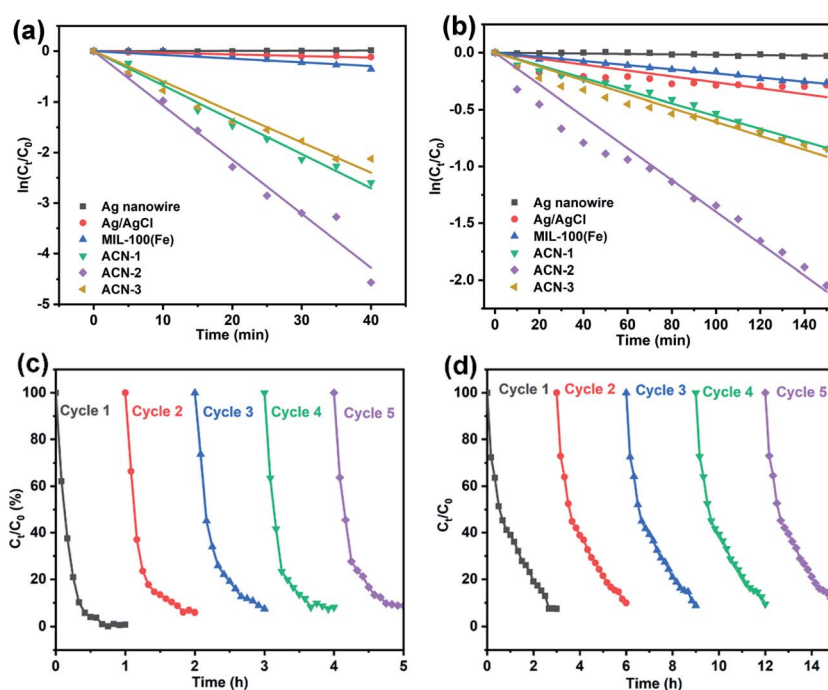 (a)
ln(Ct/C0)
0
-1
-2
-3
-4
-5
Ag nanowire
Ag/AgCl
MIL-100(Fe)
ACN-1
ACN-2
ACN-3
0 10 20 30 40
Time (min)
(b)
ln(Ct/C0)
0.0
-0.5
-1.0
-1.5
-2.0
Ag nanowire
Ag/AgCl
MIL-100(Fe)
ACN-1
ACN-2
ACN-3
0 20 40 60 80 100 120 140
Time (min)
(c)
Ct/C0 (%)
100
80
60
40
20
0
Cycle 1 Cycle 2 Cycle 3 Cycle 4 Cycle 5
0 1 2 3 4 5
Time (h)
(d)
Ct/C0
100
80
60
40
20
0
Cycle 1 Cycle 2 Cycle 3 Cycle 4 Cycle 5
0 2 4 6 8 10 12 14
Time (h)